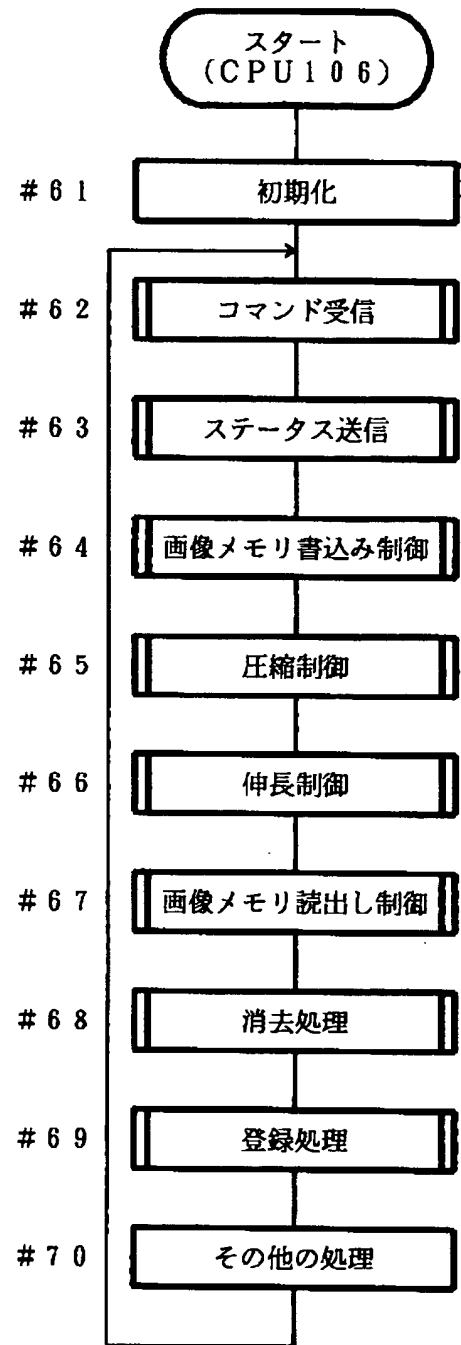 スタート
(CPU106)
#61 初期化
#62 コマンド受信
#63 ステータス送信
#64 画像メモリ書込み制御
#65 圧縮制御
#66 伸長制御
#67 画像メモリ読出し制御
#68 消去処理
#69 登録処理
#70 その他の処理